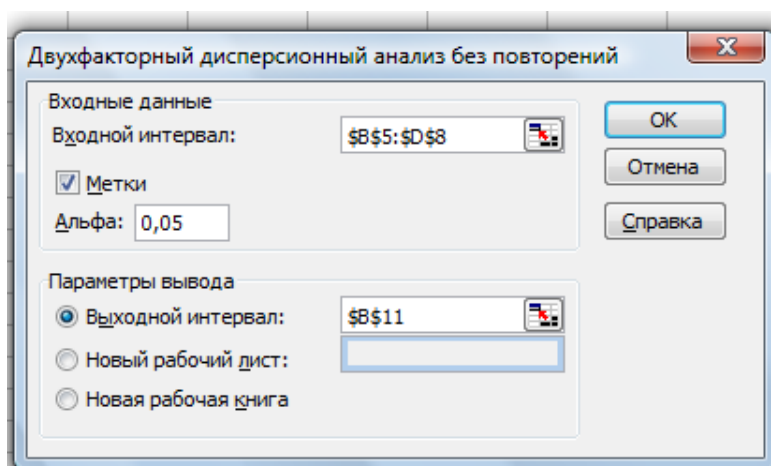 Двухфакторный дисперсионный анализ без повторений
Входные данные
Входной интервал:
$B$5:$D$8
Метки
Альфа:
0,05
OK
Отмена
Справка
Параметры вывода
Выходной интервал:
$B$11
Новый рабочий лист:
Новая рабочая книга